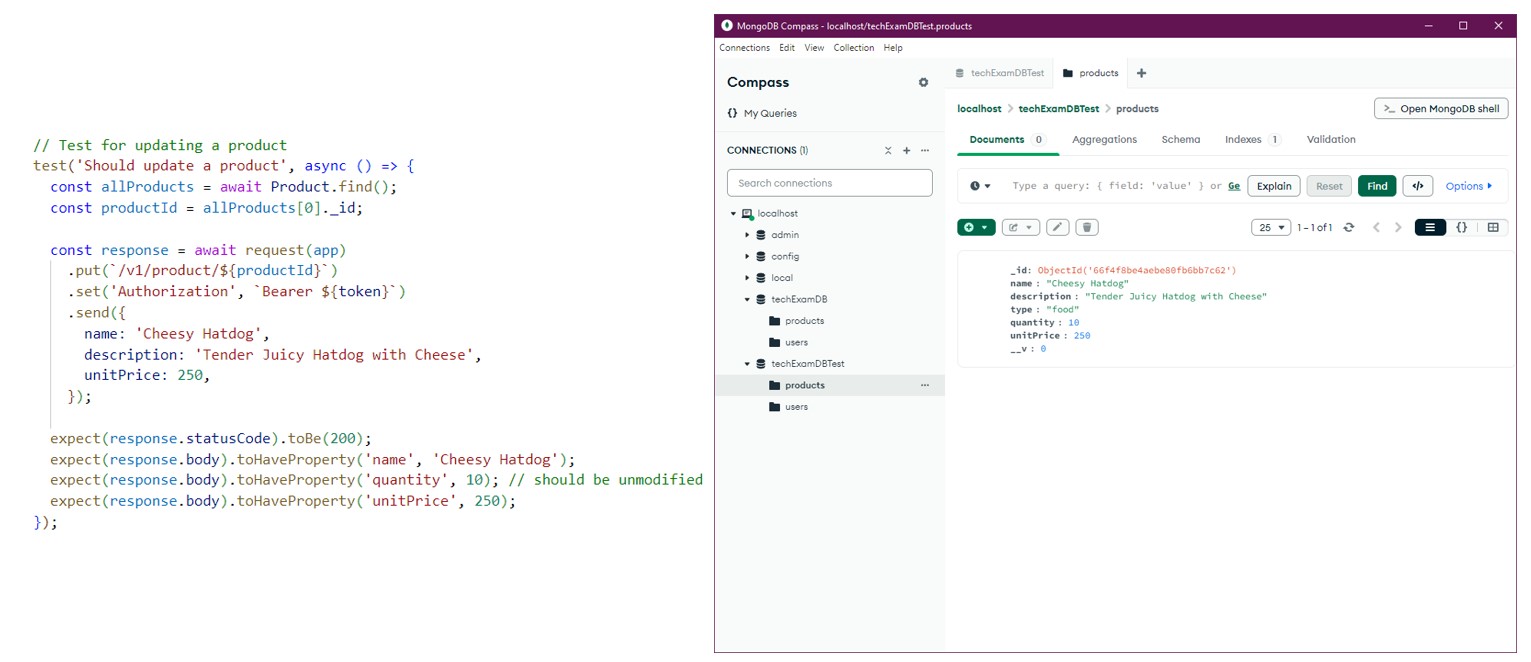 // Test for updating a product
test('Should update a product', async () => {
const allProducts = await Product.find();
const productId = allProducts[0]._id;
const response = await request(app)
.put(`/v1/product/${productId}`)
.set('Authorization', `Bearer ${token}`)
.send({
name: 'Cheesy Hatdog',
description: 'Tender Juicy Hatdog with Cheese',
unitPrice: 250,
});
expect(response.statusCode).toBe(200);
expect(response.body).toHaveProperty('name', 'Cheesy Hatdog');
expect(response.body).toHaveProperty('quantity', 10); // should be unmodified
expect(response.body).toHaveProperty('unitPrice', 250);
});
MongoDB Compass - localhost/techExamDBTest.products
Connections Edit View Collection Help
Compass
{} My Queries
CONNECTIONS (1)
Search connections
localhost
admin
config
local
techExamDB
products
users
techExamDBTest
products
users
techExamDBTest products
localhost > techExamDBTest > products
>_ Open MongoDB shell
Documents 0 Aggregations Schema Indexes 1 Validation
Type a query: { field: 'value' } or Ge Explain Reset Find </> Options
25 1-1 of 1 {}
_id: ObjectId('66f4f8be4aebe80fb6bb7c62')
name : "Cheesy Hatdog"
description : "Tender Juicy Hatdog with Cheese"
type : "food"
quantity : 10
unitPrice : 250
__v : 0